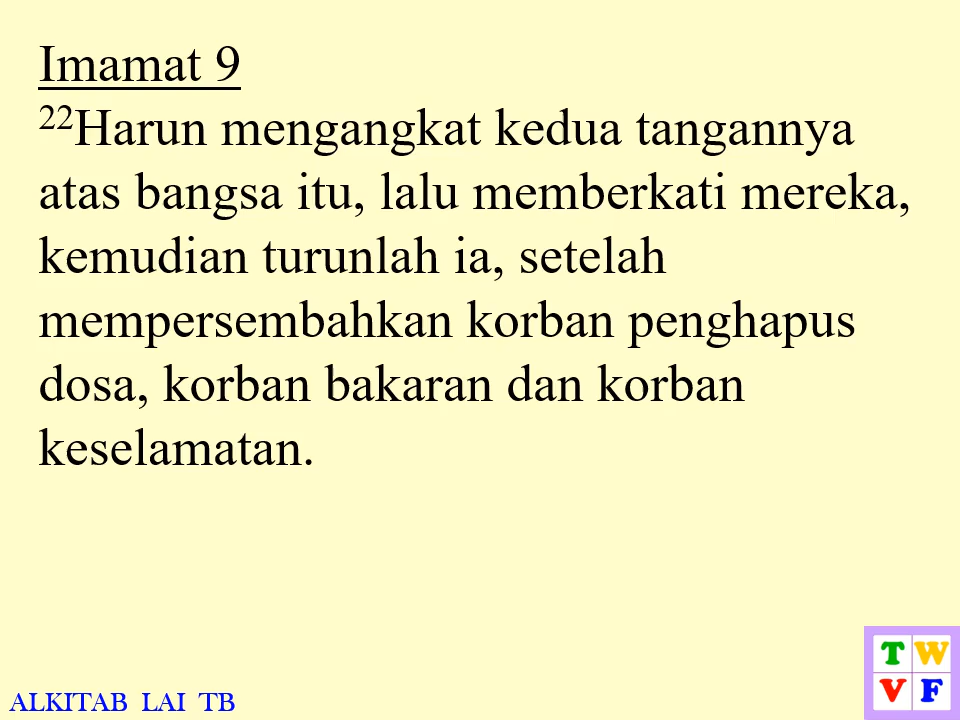 Imamat 9
22Harun mengangkat kedua tangannya
atas bangsa itu, lalu memberkati mereka,
kemudian turunlah ia, setelah
mempersembahkan korban penghapus
dosa, korban bakaran dan korban
keselamatan.
T W
V F
ALKITAB LAI TB